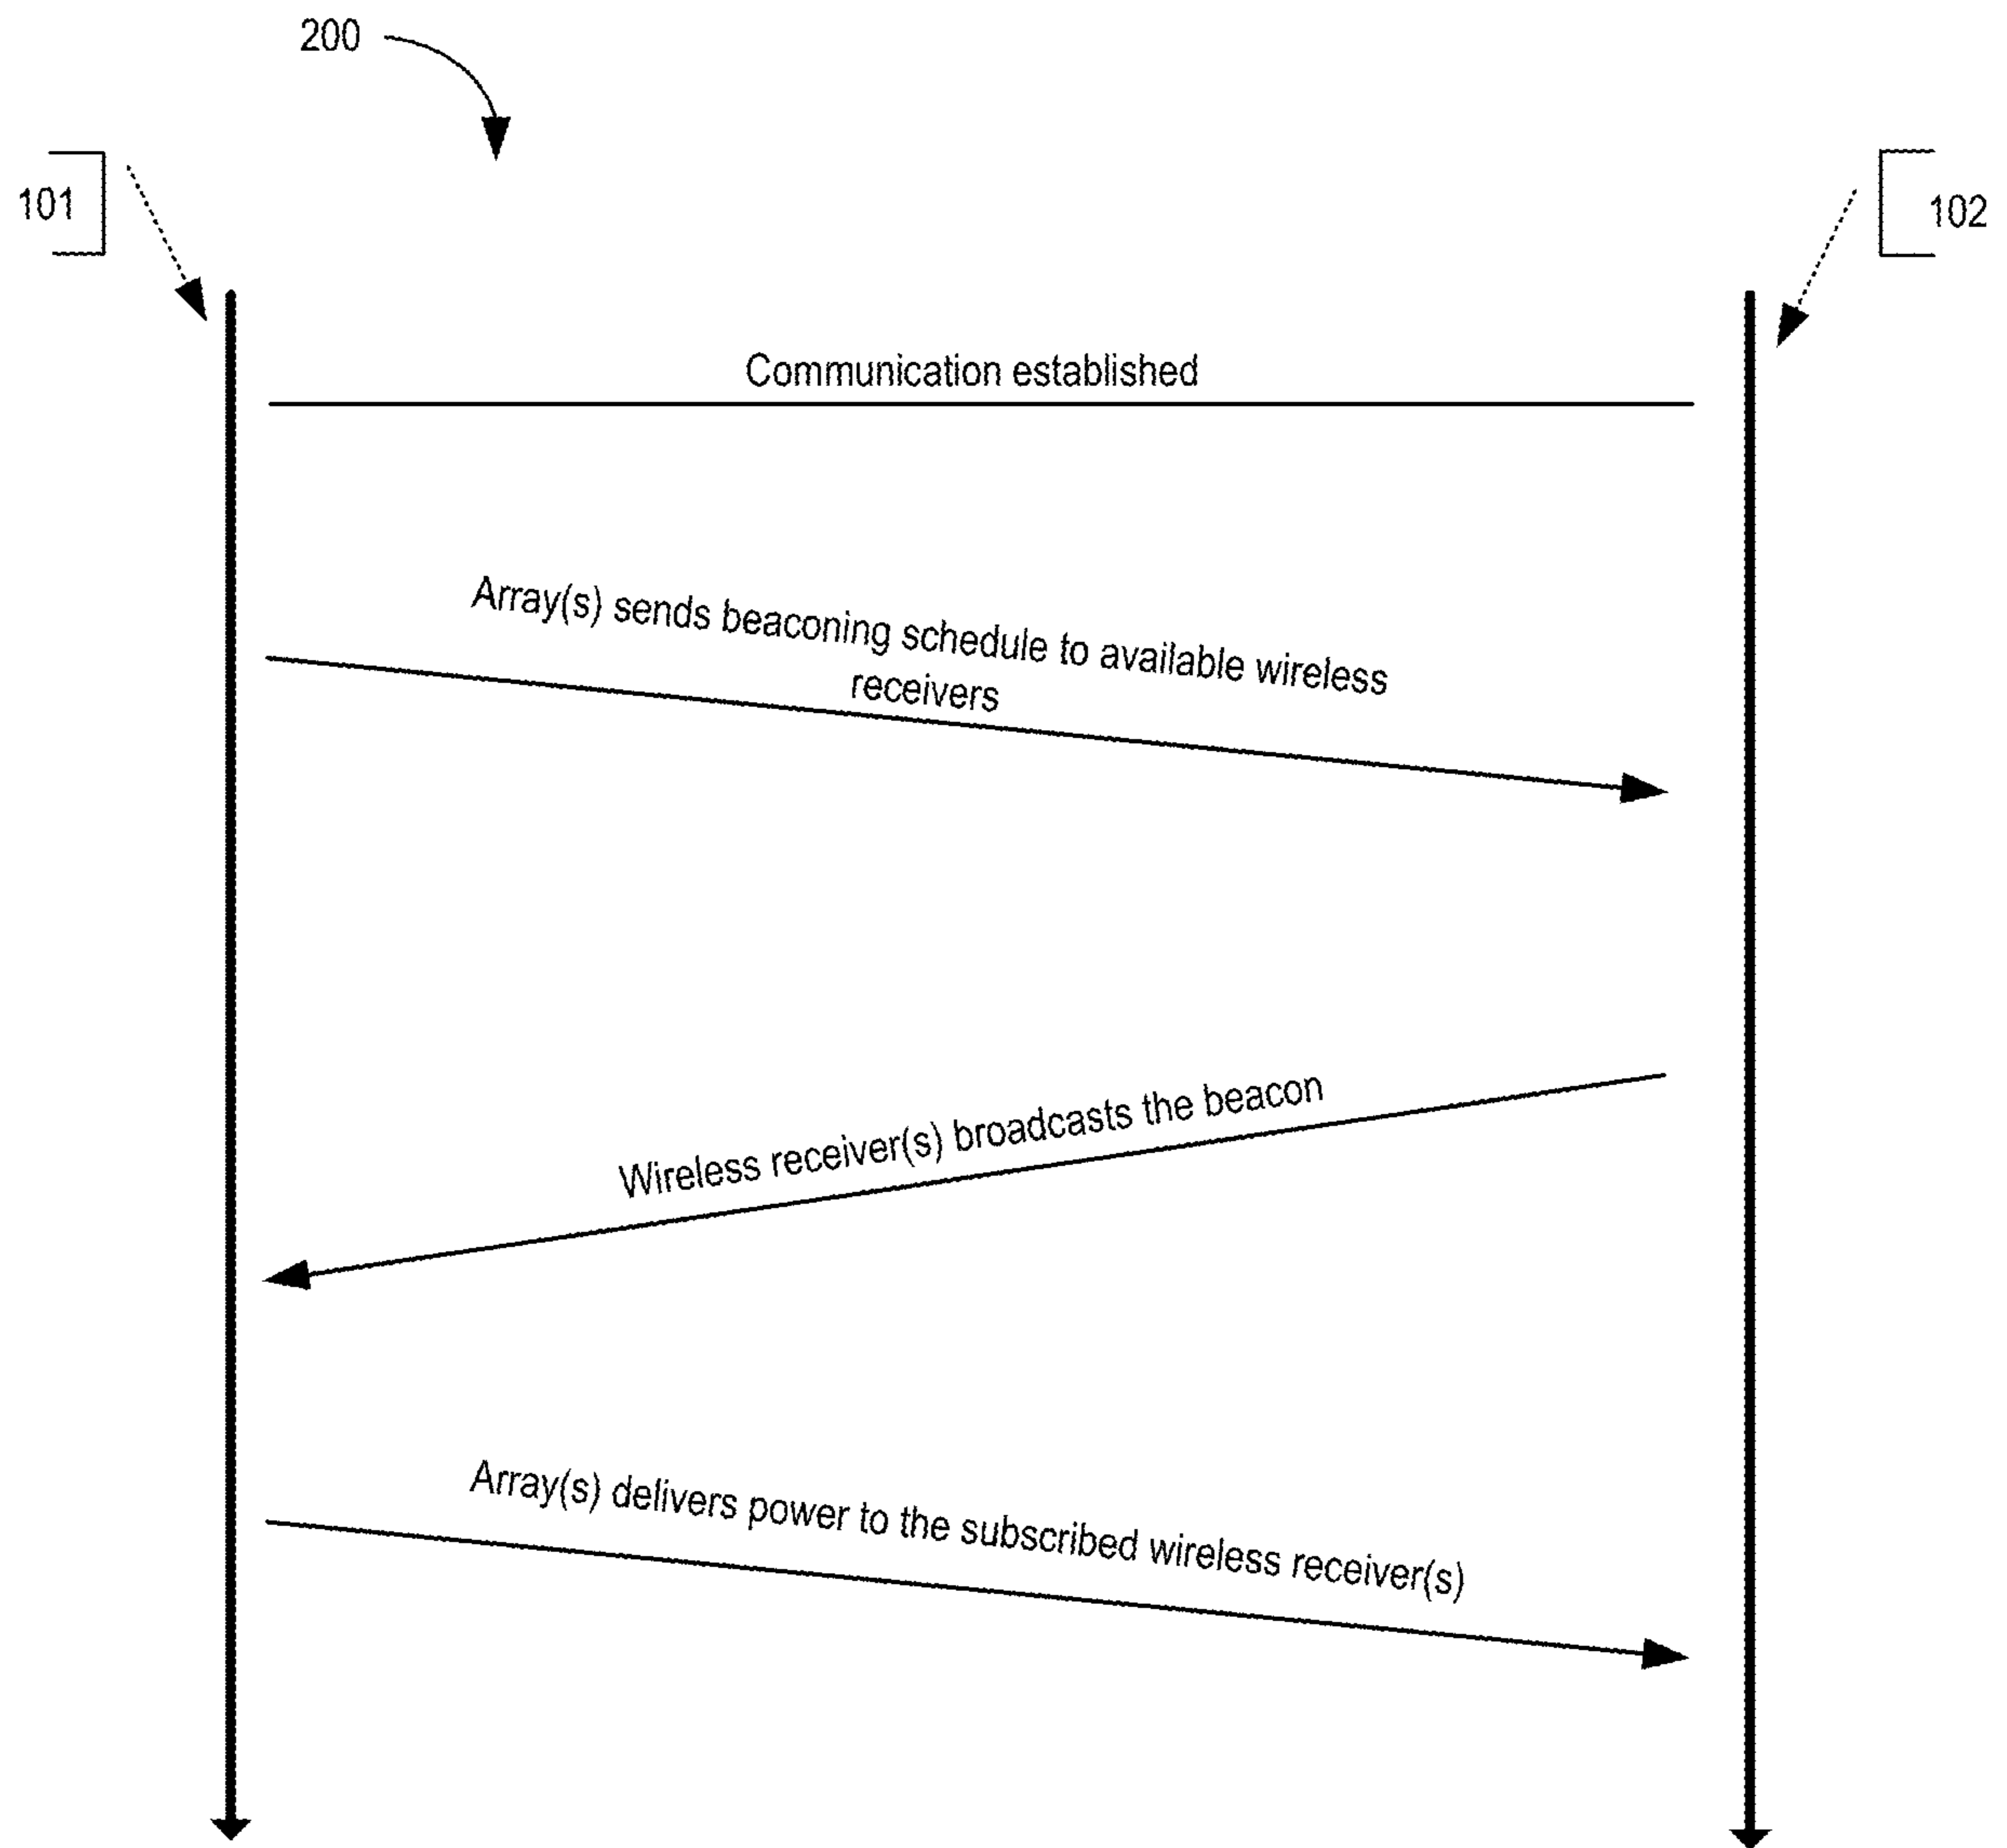 200
101
102
Communication established
Array(s) sends beaconing schedule to available wireless
receivers
Wireless receiver(s) broadcasts the beacon
Array(s) delivers power to the subscribed wireless receiver(s)